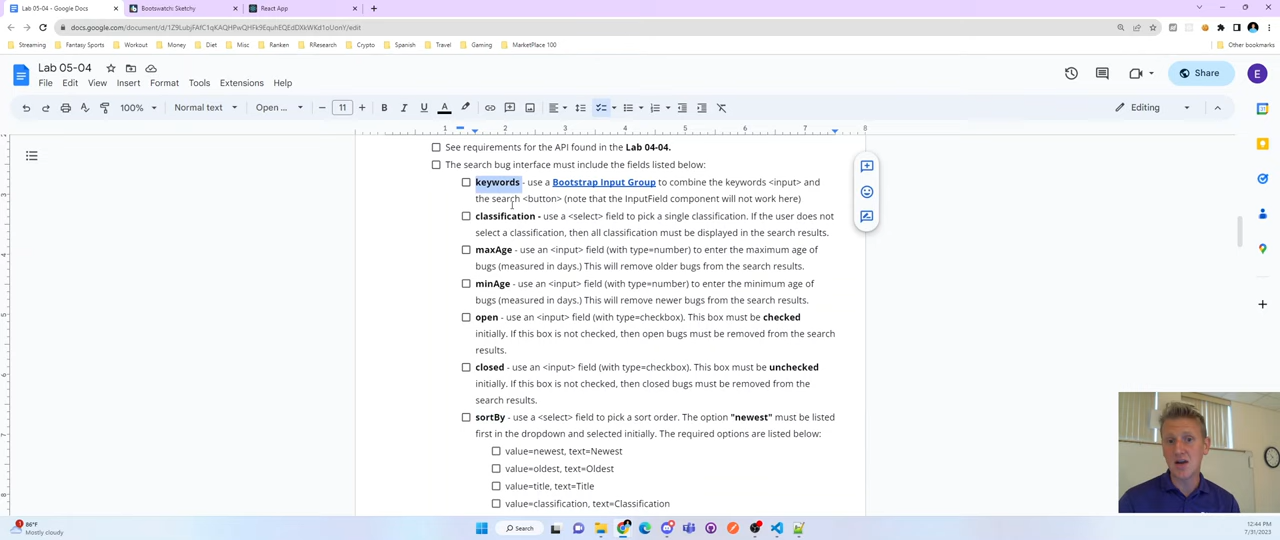 Lab 05-04 - Google Docs
Bootswatch: Sketchy
React App
docs.google.com/document/d/1Z9LubjFAfC1qKAQHPwQHFk9EquhEQEdDXkWKd1oUonY/edit
Streaming
Fantasy Sports
Workout
Money
Diet
Misc
Ranken
RResearch
Crypto
Spanish
Travel
Gaming
MarketPlace 100
Other bookmarks
Lab 05-04
File Edit View Insert Format Tools Extensions Help
Share
E
100%
Normal text
Open ...
11
Editing
1 2 3 4 5 6 7 8
See requirements for the API found in the Lab 04-04.
The search bug interface must include the fields listed below:
keywords - use a Bootstrap Input Group to combine the keywords <input> and
the search <button> (note that the InputField component will not work here)
classification - use a <select> field to pick a single classification. If the user does not
select a classification, then all classification must be displayed in the search results.
maxAge - use an <input> field (with type=number) to enter the maximum age of
bugs (measured in days.) This will remove older bugs from the search results.
minAge - use an <input> field (with type=number) to enter the minimum age of
bugs (measured in days.) This will remove newer bugs from the search results.
open - use an <input> field (with type=checkbox). This box must be checked
initially. If this box is not checked, then open bugs must be removed from the search
results.
closed - use an <input> field (with type=checkbox). This box must be unchecked
initially. If this box is not checked, then closed bugs must be removed from the
search results.
sortBy - use a <select> field to pick a sort order. The option "newest" must be listed
first in the dropdown and selected initially. The required options are listed below:
value=newest, text=Newest
value=oldest, text=Oldest
value=title, text=Title
value=classification, text=Classification
86°F
Mostly cloudy
Search
12:44 PM
7/31/2023